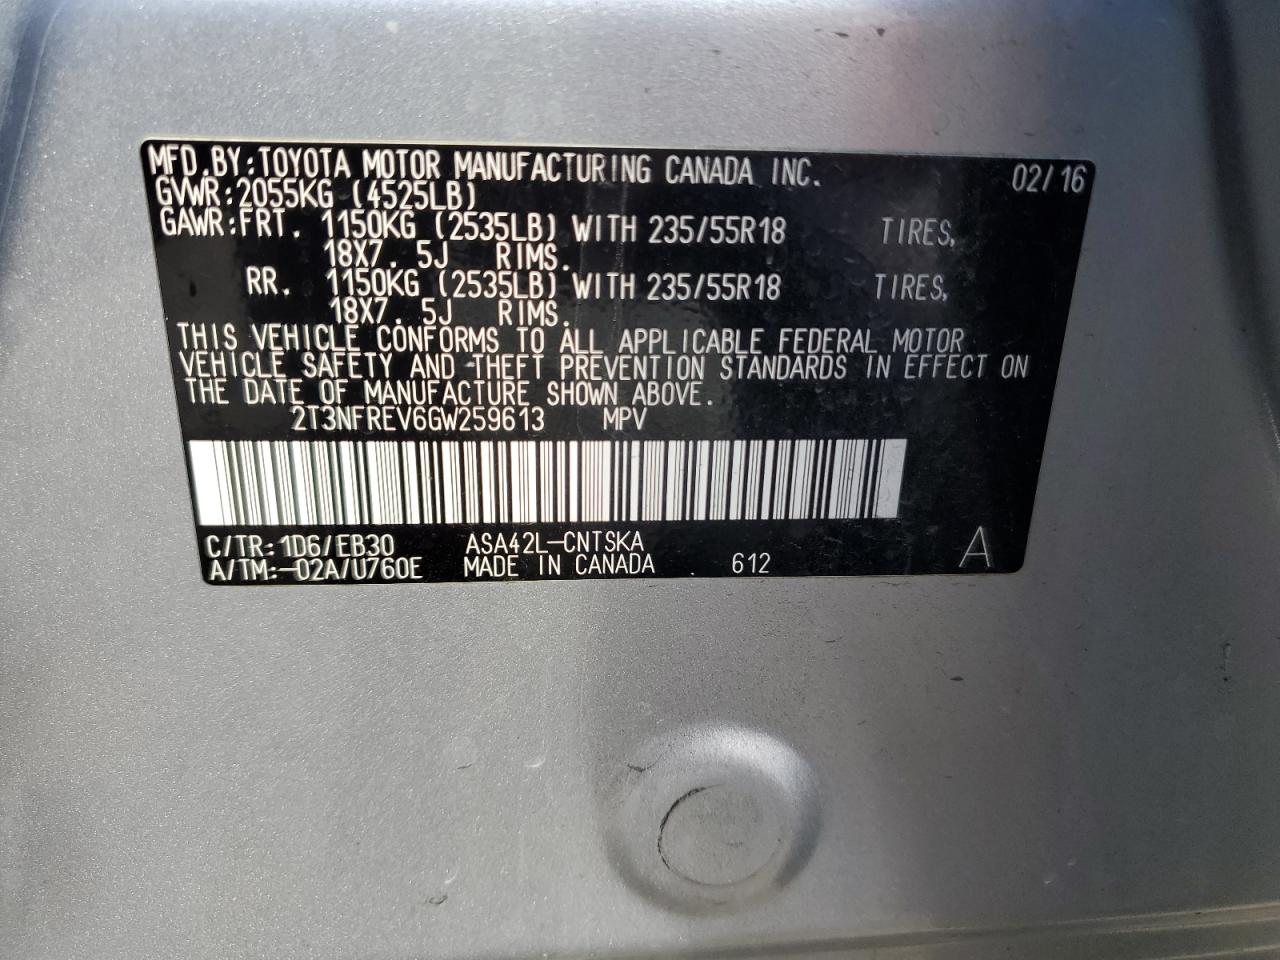 MFD.BY:TOYOTA MOTOR MANUFACTURING CANADA INC. 02/16
GVWR:2055KG (4525LB)
GAWR:FRT. 1150KG (2535LB) WITH 235/55R18 TIRES,
18X7.5J RIMS.
RR. 1150KG (2535LB) WITH 235/55R18 TIRES,
18X7.5J RIMS.
THIS VEHICLE CONFORMS TO ALL APPLICABLE FEDERAL MOTOR
VEHICLE SAFETY AND THEFT PREVENTION STANDARDS IN EFFECT ON
THE DATE OF MANUFACTURE SHOWN ABOVE.
2T3NFREV6GW259613 MPV
C/TR:1D6/EB30 ASA42L-CNTSKA A
A/TM:-02A/U760E MADE IN CANADA 612